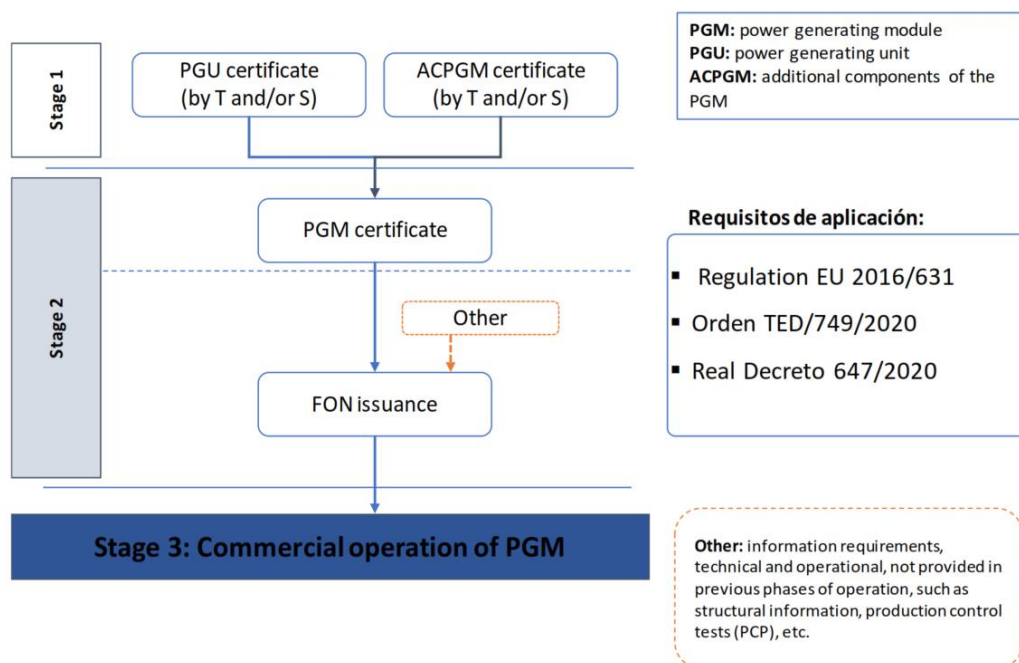 Stage 1
PGU certificate
(by T and/or S)
ACPGM certificate
(by T and/or S)
PGM: power generating module
PGU: power generating unit
ACPGM: additional components of the
PGM
Stage 2
PGM certificate
Other
FON issuance
Requisitos de aplicación:
▪ Regulation EU 2016/631
▪ Orden TED/749/2020
▪ Real Decreto 647/2020
Stage 3: Commercial operation of PGM
Other: information requirements,
technical and operational, not provided in
previous phases of operation, such as
structural information, production control
tests (PCP), etc.